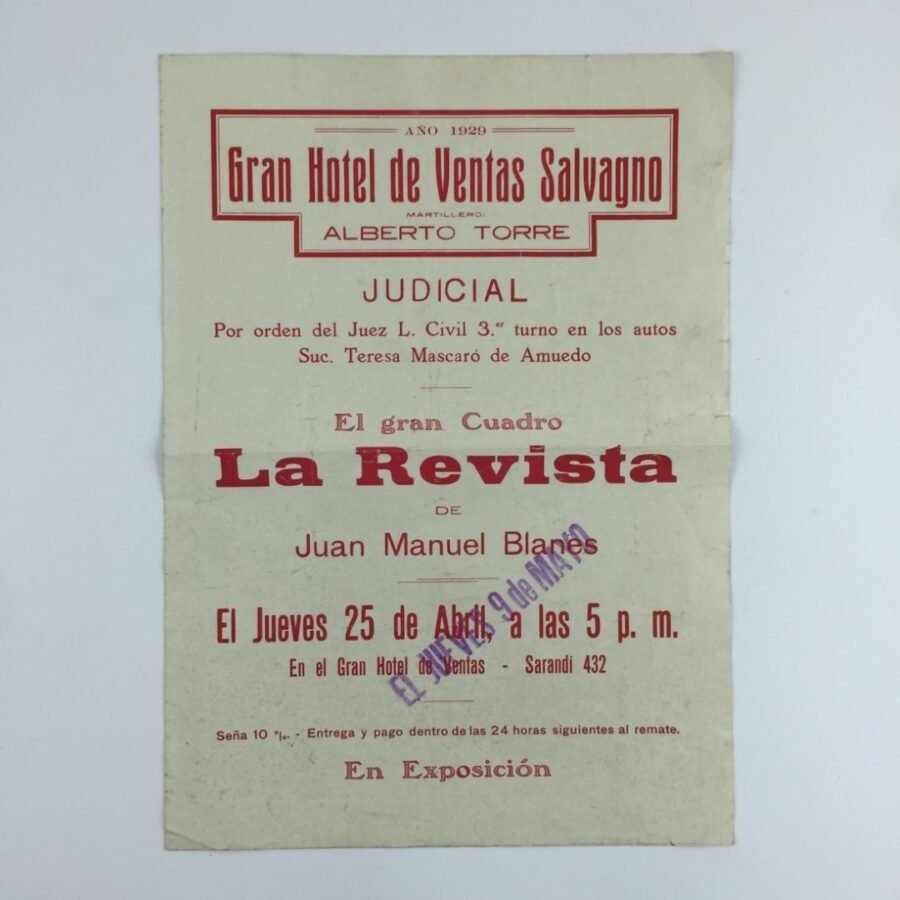 AÑO 1929
Gran Hotel de Ventas Salvagno
MARTILLERO:
ALBERTO TORRE
JUDICIAL
Por orden del Juez L. Civil 3.er turno en los autos
Suc. Teresa Mascaró de Amuedo
El gran Cuadro
La Revista
DE
Juan Manuel Blanes
EL JUEVES 9 de MAYO
El Jueves 25 de Abril, a las 5 p. m.
En el Gran Hotel de Ventas - Sarandi 432
Seña 10 º/ₒ. - Entrega y pago dentro de las 24 horas siguientes al remate.
En Exposición